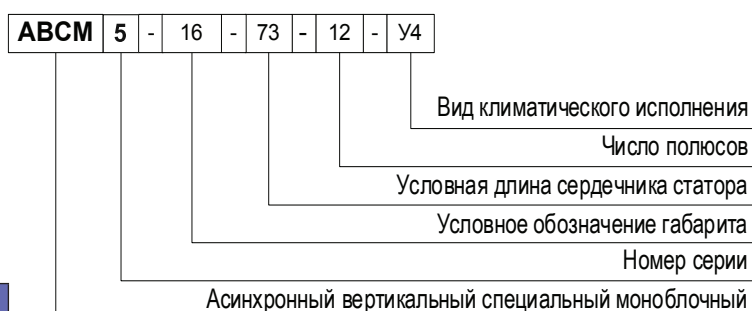 АВСМ 5 - 16 - 73 - 12 - У4
Вид климатического исполнения
Число полюсов
Условная длина сердечника статора
Условное обозначение габарита
Номер серии
Асинхронный вертикальный специальный моноблочный